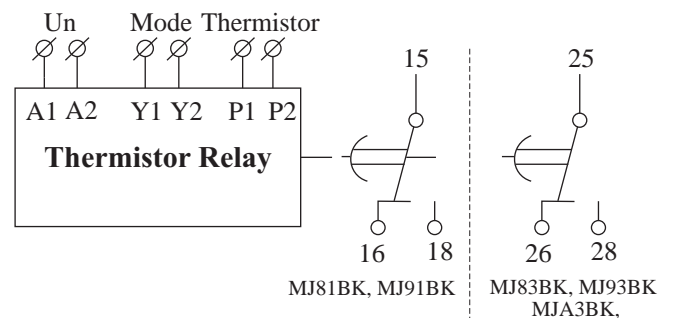 Un Mode Thermistor
A1 A2 Y1 Y2 P1 P2
Thermistor Relay
15
25
16 18
26 28
MJ81BK, MJ91BK
MJ83BK, MJ93BK
MJA3BK,